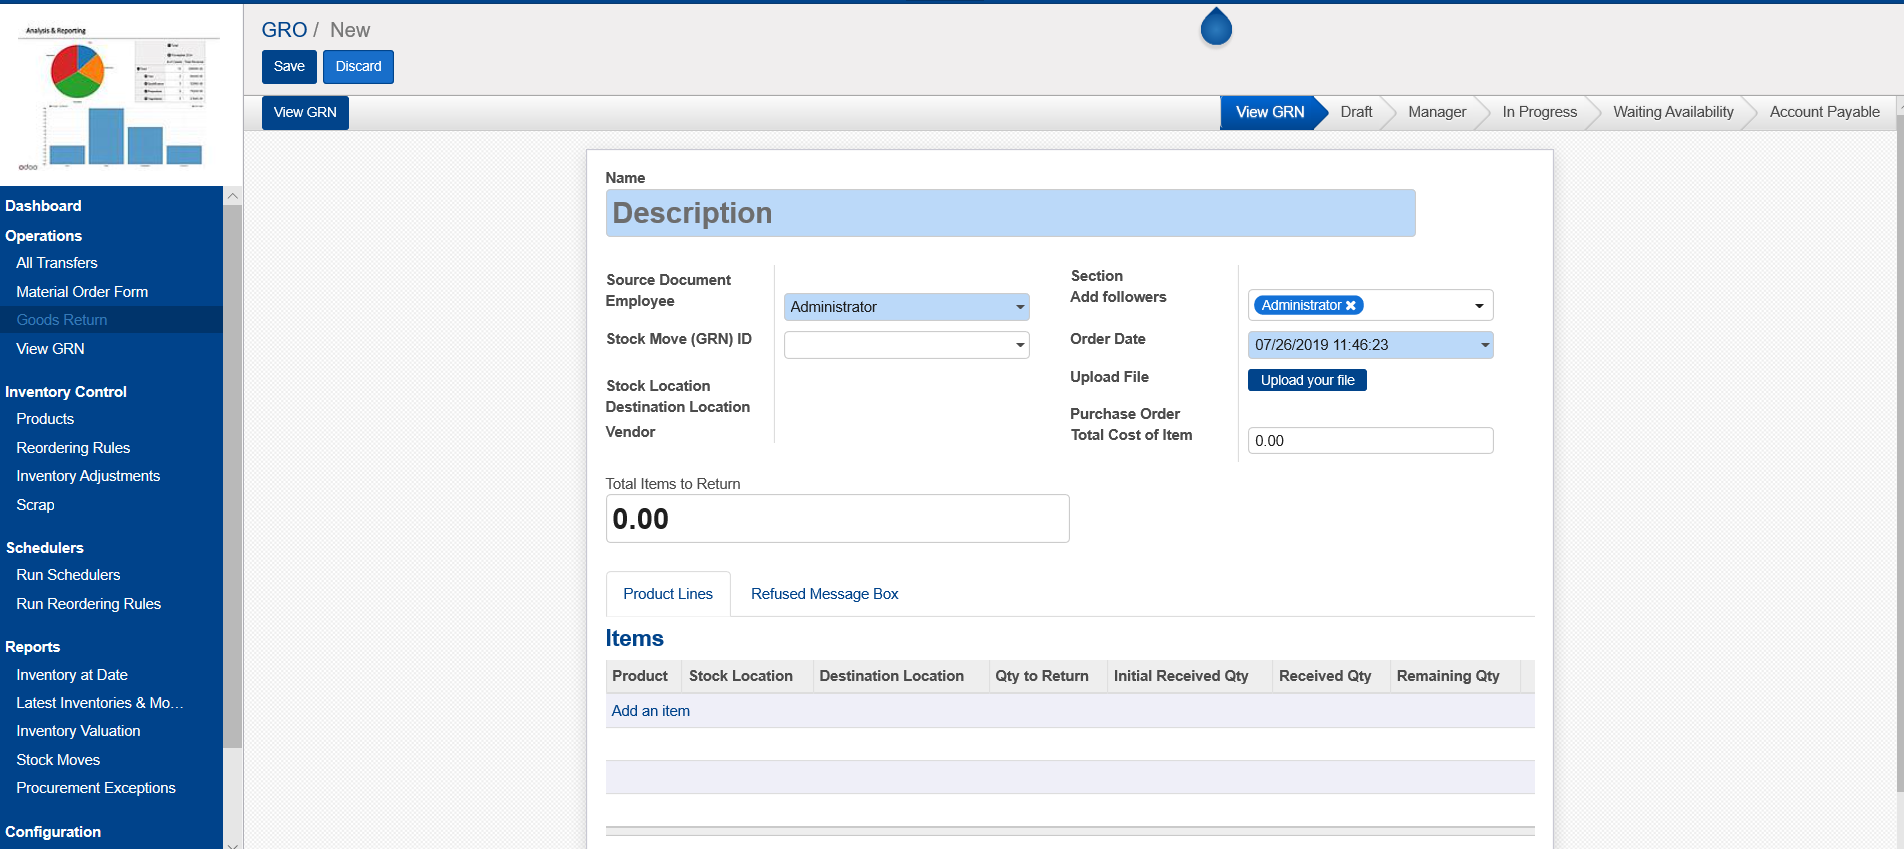 Analysis & Reporting
odoo
GRO / New
Save Discard
View GRN
View GRN Draft Manager In Progress Waiting Availability Account Payable
Dashboard
Operations
All Transfers
Material Order Form
Goods Return
View GRN
Inventory Control
Products
Reordering Rules
Inventory Adjustments
Scrap
Schedulers
Run Schedulers
Run Reordering Rules
Reports
Inventory at Date
Latest Inventories & Mo...
Inventory Valuation
Stock Moves
Procurement Exceptions
Configuration
Name
Description
Source Document
Employee Administrator
Stock Move (GRN) ID
Stock Location
Destination Location
Vendor
Section
Add followers Administrator
Order Date 07/26/2019 11:46:23
Upload File Upload your file
Purchase Order
Total Cost of Item 0.00
Total Items to Return
0.00
Product Lines Refused Message Box
Items
Product Stock Location Destination Location Qty to Return Initial Received Qty Received Qty Remaining Qty
Add an item